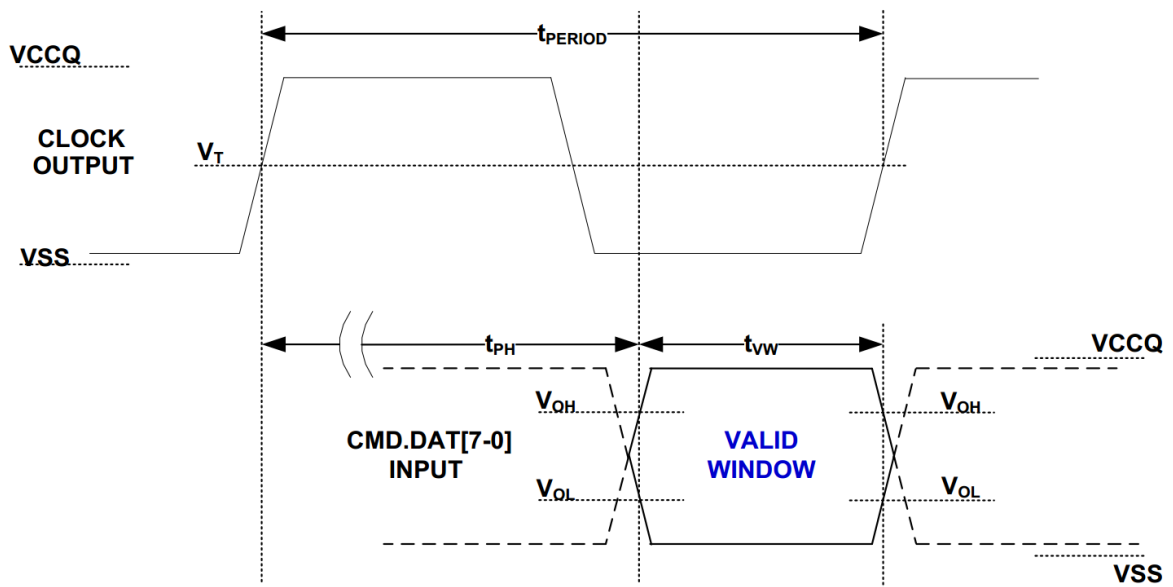 tPERIOD
VCCQ
CLOCK
OUTPUT
VT
VSS
tPH
tVW
VCCQ
VOH
VOH
CMD.DAT[7-0]
INPUT
VALID
WINDOW
VOL
VOL
VSS